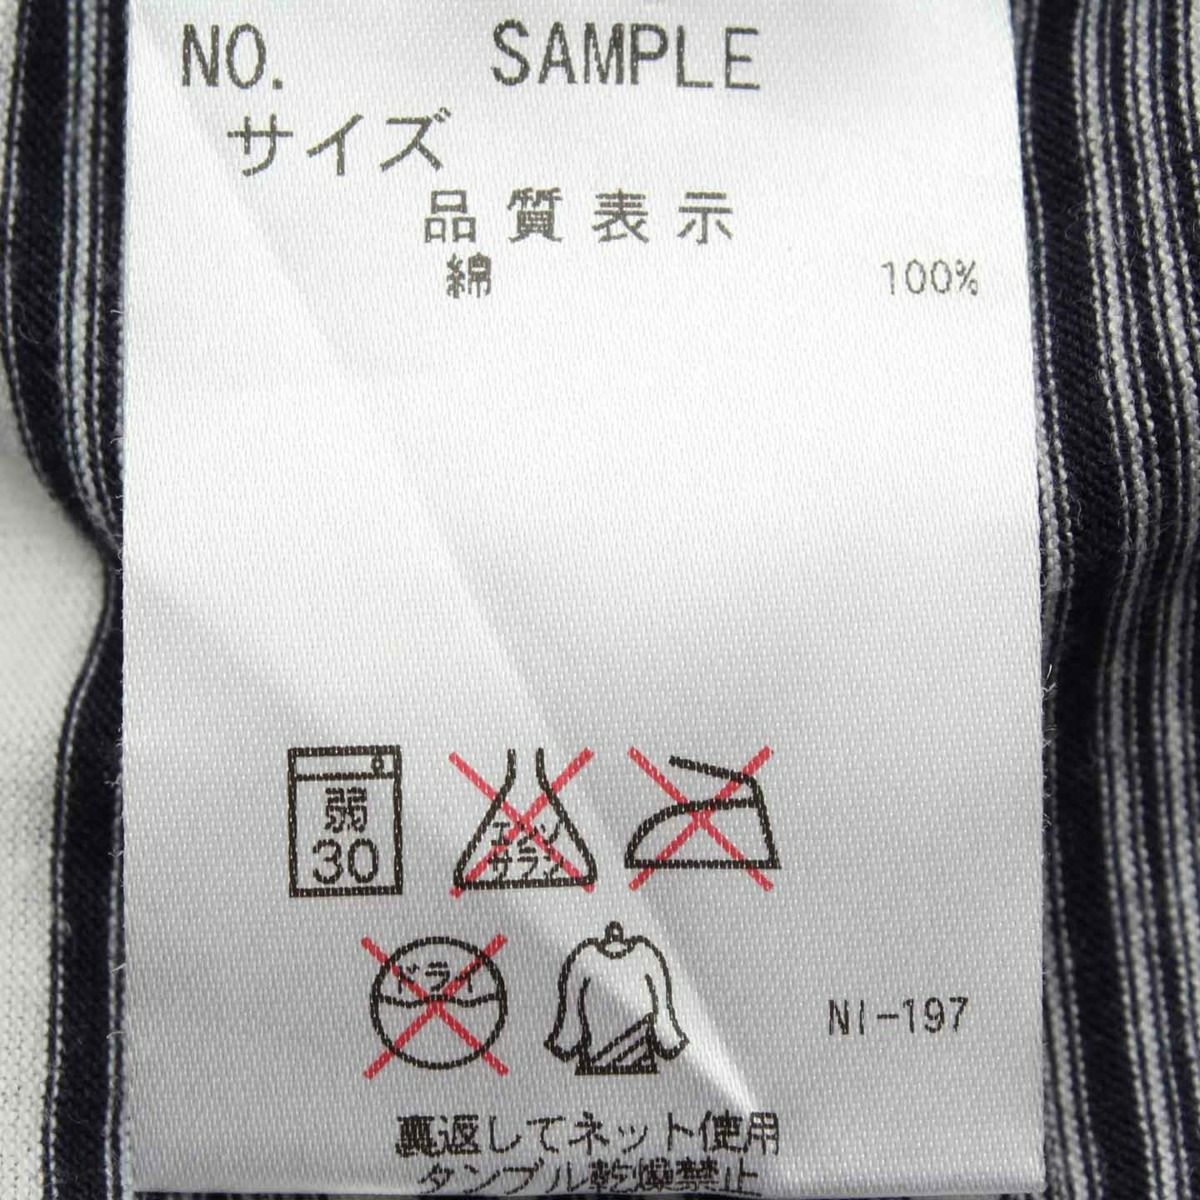 NO. SAMPLE
サイズ
品質表示
綿 100%
弱
30
エンソ
サラシ
ドライ
NI-197
裏返してネット使用
タンブル乾燥禁止